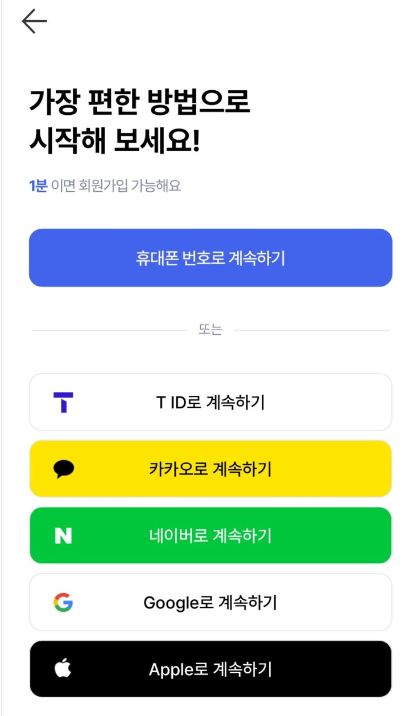 가장 편한 방법으로
시작해 보세요!
1분 이면 회원가입 가능해요
휴대폰 번호로 계속하기
또는
T ID로 계속하기
카카오로 계속하기
네이버로 계속하기
Google로 계속하기
Apple로 계속하기